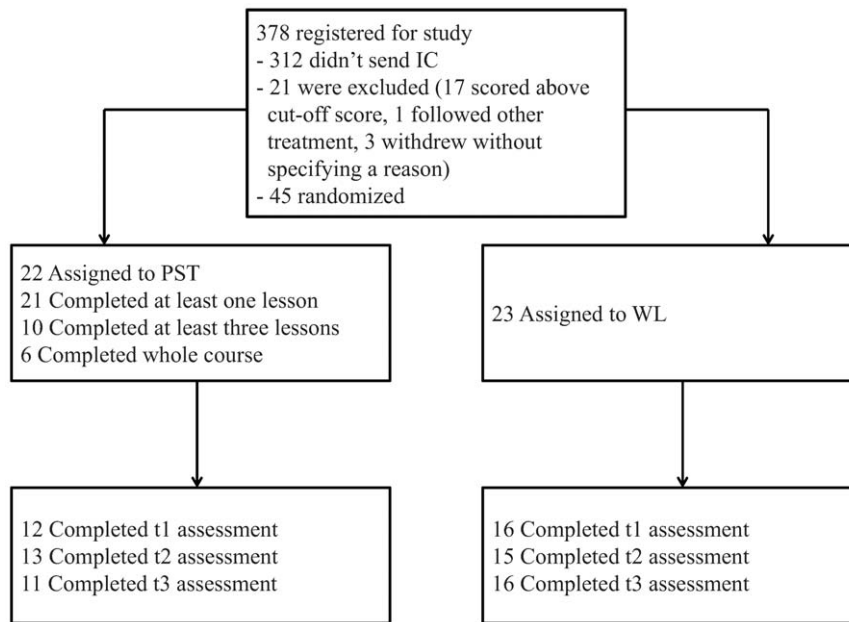 378 registered for study
- 312 didn’t send IC
- 21 were excluded (17 scored above
cut-off score, 1 followed other
treatment, 3 withdrew without
specifying a reason)
- 45 randomized
22 Assigned to PST
21 Completed at least one lesson
10 Completed at least three lessons
6 Completed whole course
23 Assigned to WL
12 Completed t1 assessment
13 Completed t2 assessment
11 Completed t3 assessment
16 Completed t1 assessment
15 Completed t2 assessment
16 Completed t3 assessment